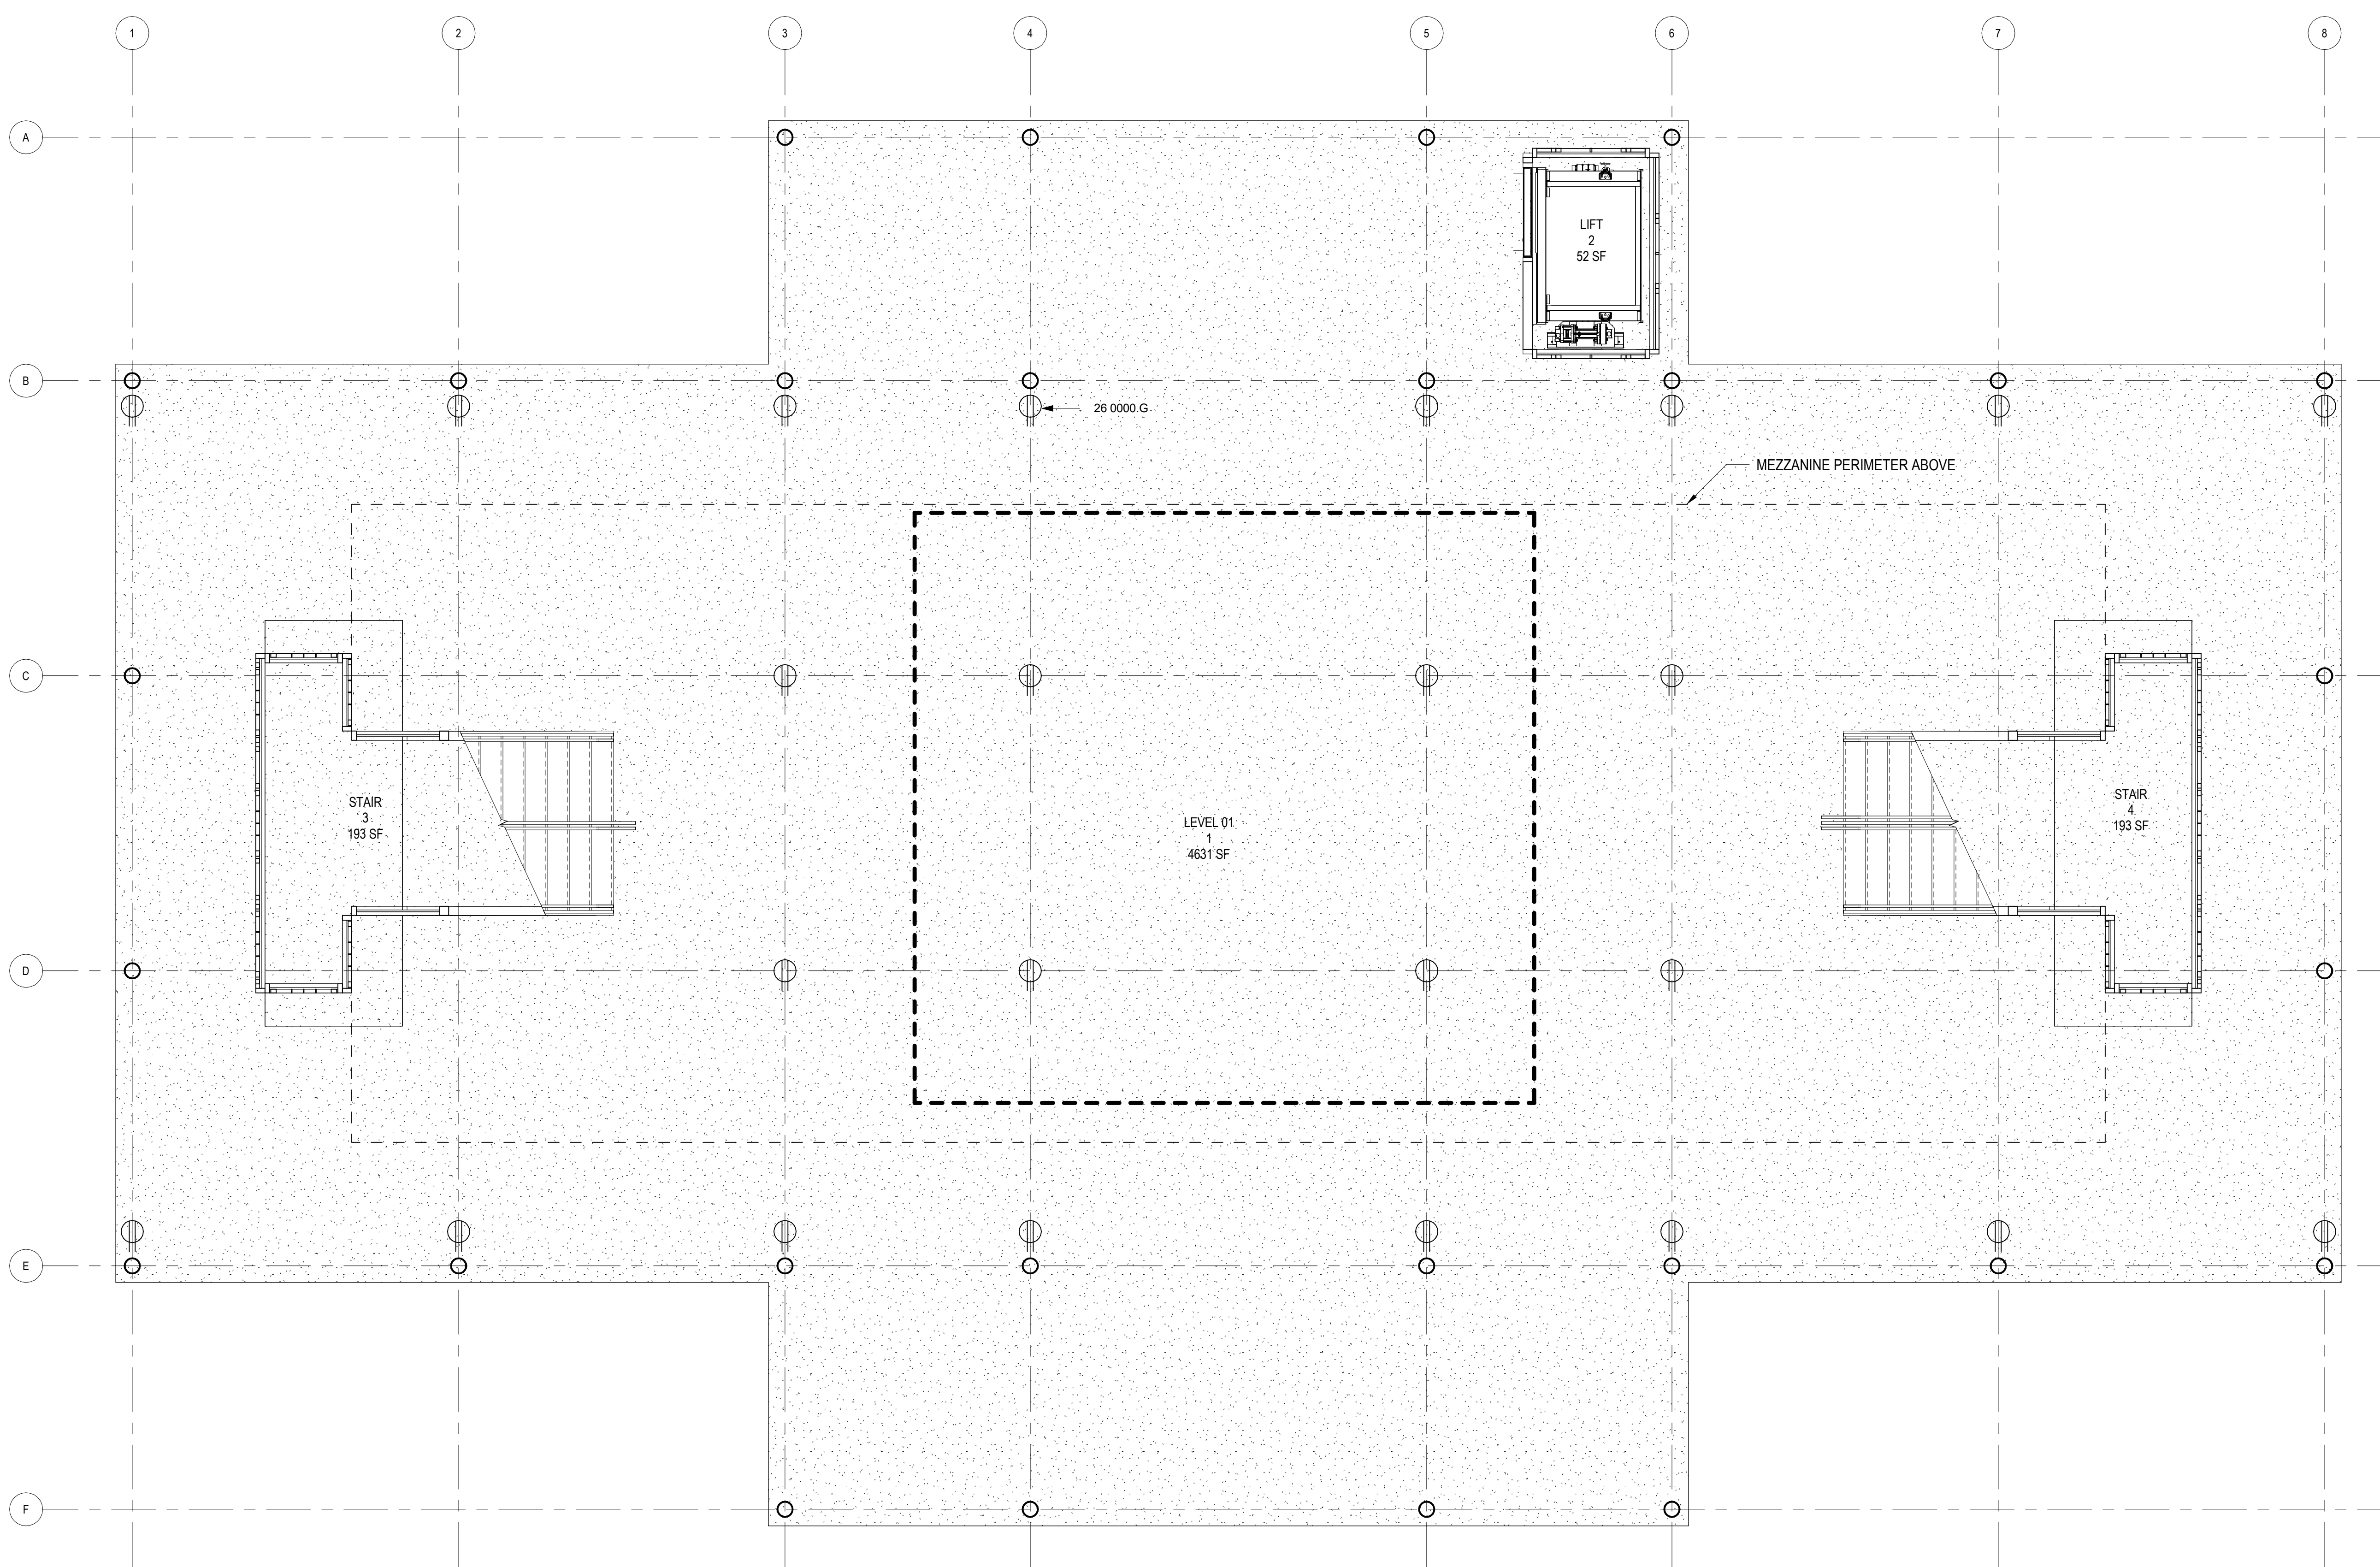 1
2
3
4
5
6
7
8
A
LIFT
2
52 SF
B
26 0000.G
MEZZANINE PERIMETER ABOVE
C
STAIR
3
193 SF
LEVEL 01
1
4631 SF
STAIR
4
193 SF
D
E
F